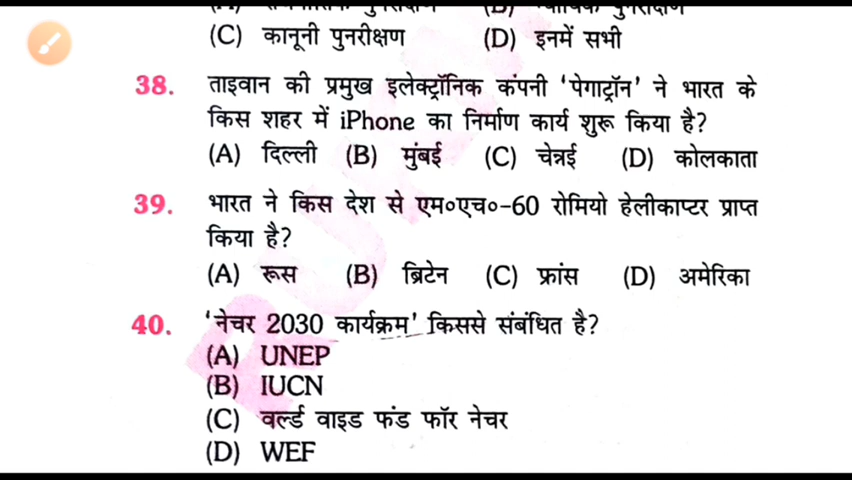 (C) कानूनी पुनरीक्षण (D) इनमें सभी
38. ताइवान की प्रमुख इलेक्ट्रॉनिक कंपनी ‘पेगाट्रॉन’ ने भारत के
किस शहर में iPhone का निर्माण कार्य शुरू किया है?
(A) दिल्ली (B) मुंबई (C) चेन्नई (D) कोलकाता
39. भारत ने किस देश से एम०एच०-60 रोमियो हेलीकाप्टर प्राप्त
किया है?
(A) रूस (B) ब्रिटेन (C) फ्रांस (D) अमेरिका
40. ‘नेचर 2030 कार्यक्रम’ किससे संबंधित है?
(A) UNEP
(B) IUCN
(C) वर्ल्ड वाइड फंड फॉर नेचर
(D) WEF